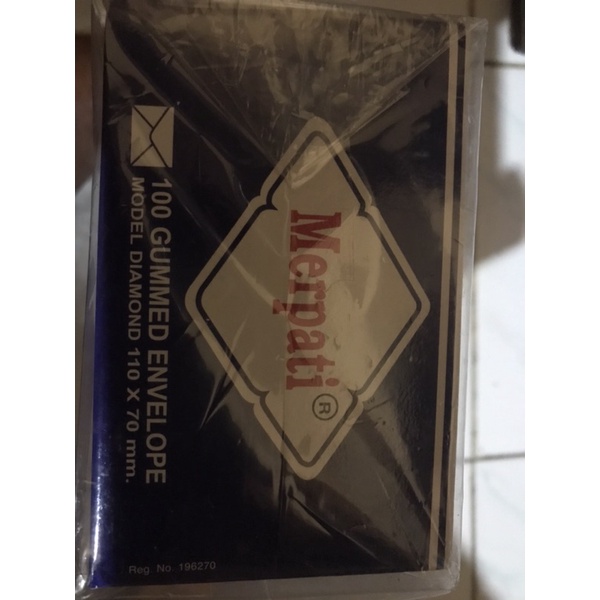 Merpati ®
100 GUMMED ENVELOPE
MODEL DIAMOND 110 X 70 mm.
Reg. No. 196270